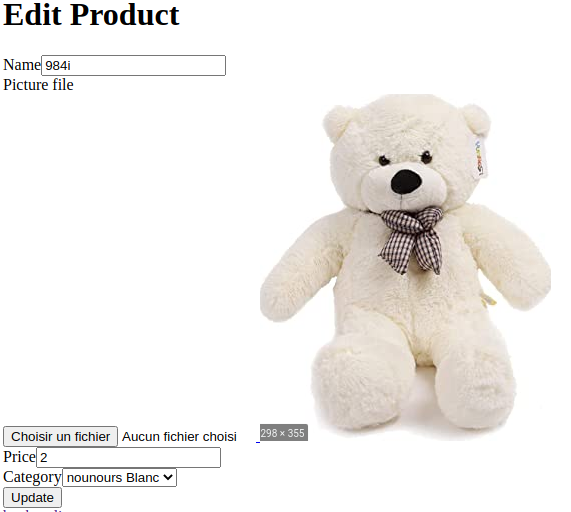 Edit Product
Name 984i
Picture file
Choisir un fichier Aucun fichier choisi 298 × 355
Price 2
Category nounours Blanc
Update